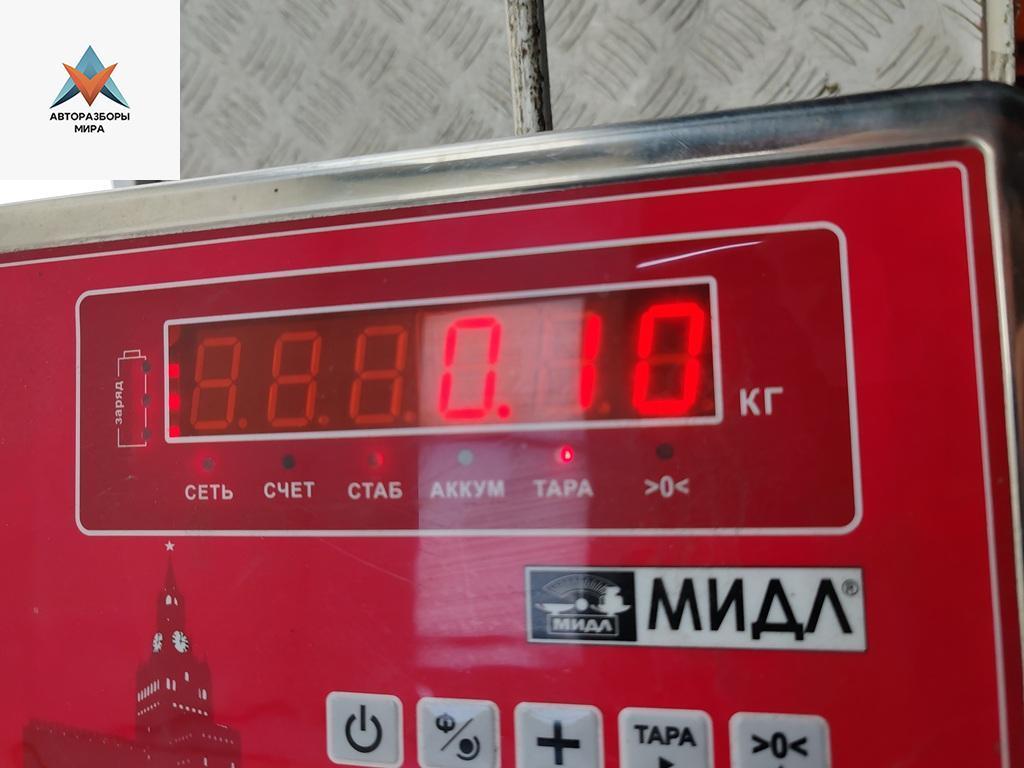 АВТОРАЗБОРЫ
МИРА
заряд
0.10
КГ
СЕТЬ СЧЕТ СТАБ АККУМ ТАРА >0<
МИДЛ МИДЛ®
Ф/ + ТАРА >0<